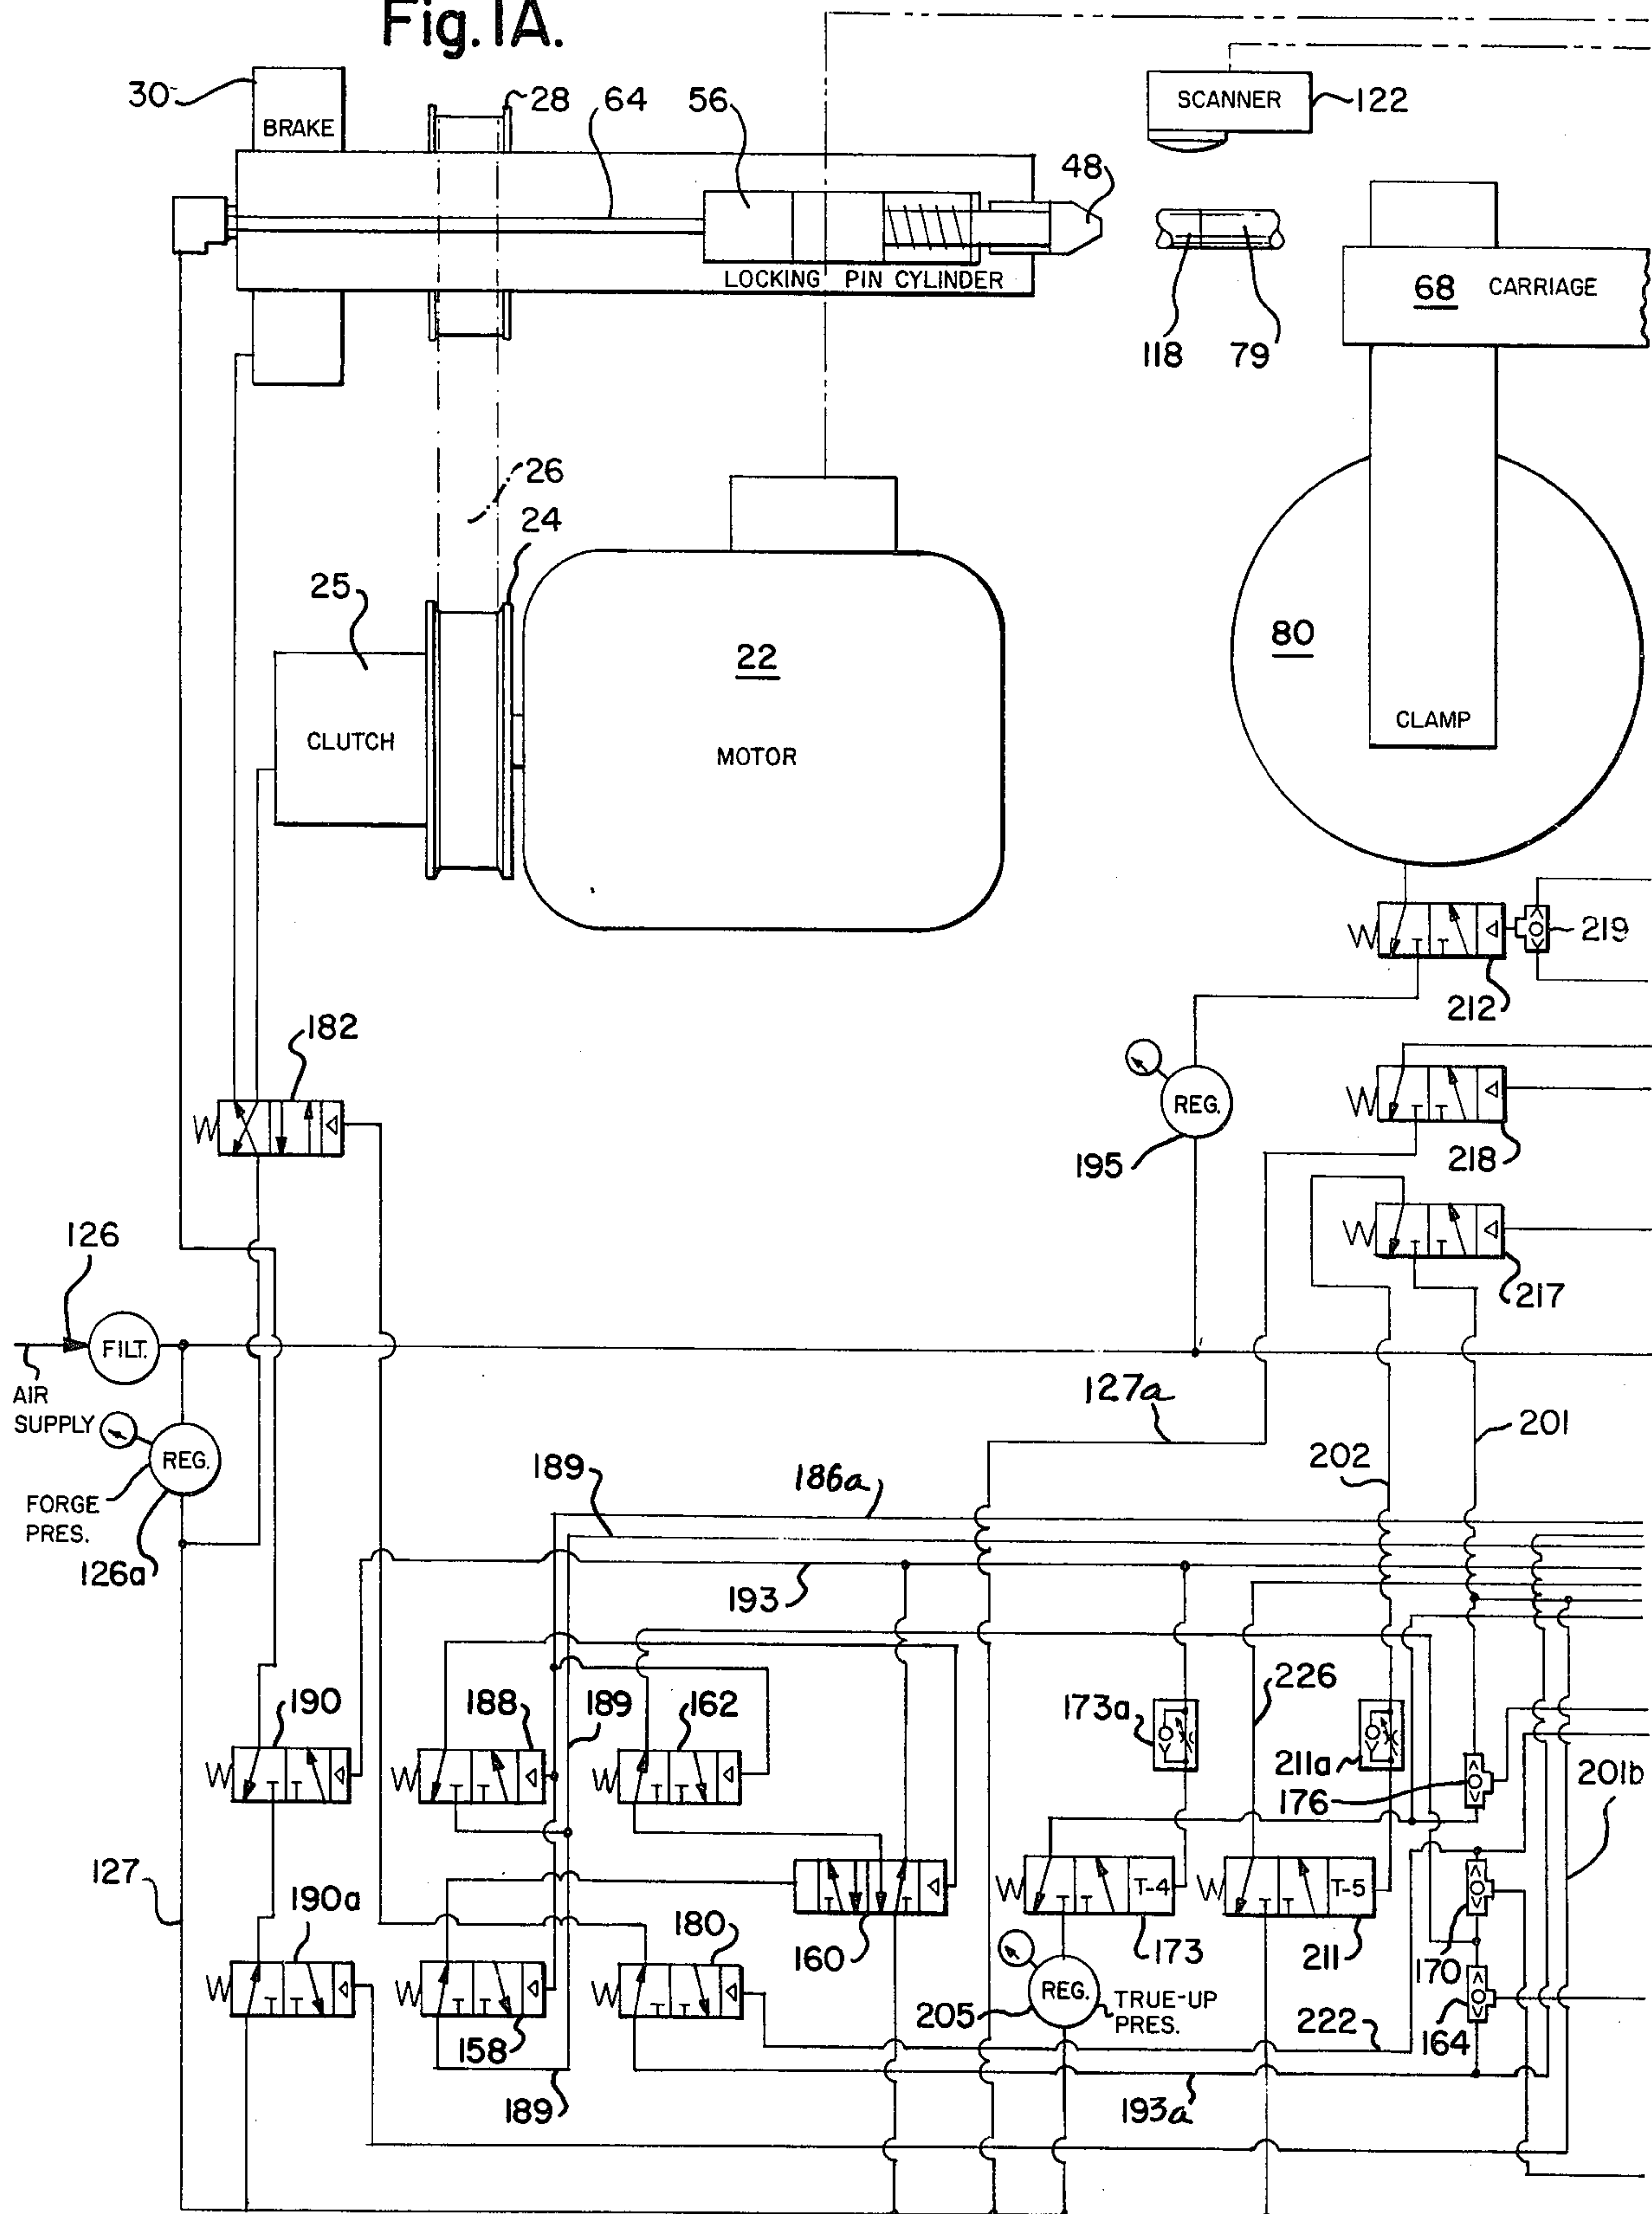 Fig.1A.
30
BRAKE
28
64
56
SCANNER
122
48
LOCKING PIN CYLINDER
118
79
68 CARRIAGE
26
24
25
22
80
CLUTCH
MOTOR
CLAMP
219
212
182
REG.
195
218
217
126
FILT.
AIR
SUPPLY
127a
201
REG.
202
189
186a
FORGE
PRES.
126a
193
226
190
188
189
162
173a
211a
176
201b
127
190a
T-4
T-5
180
160
173
211
170
REG.
205
TRUE-UP
PRES.
158
222
164
189
193a